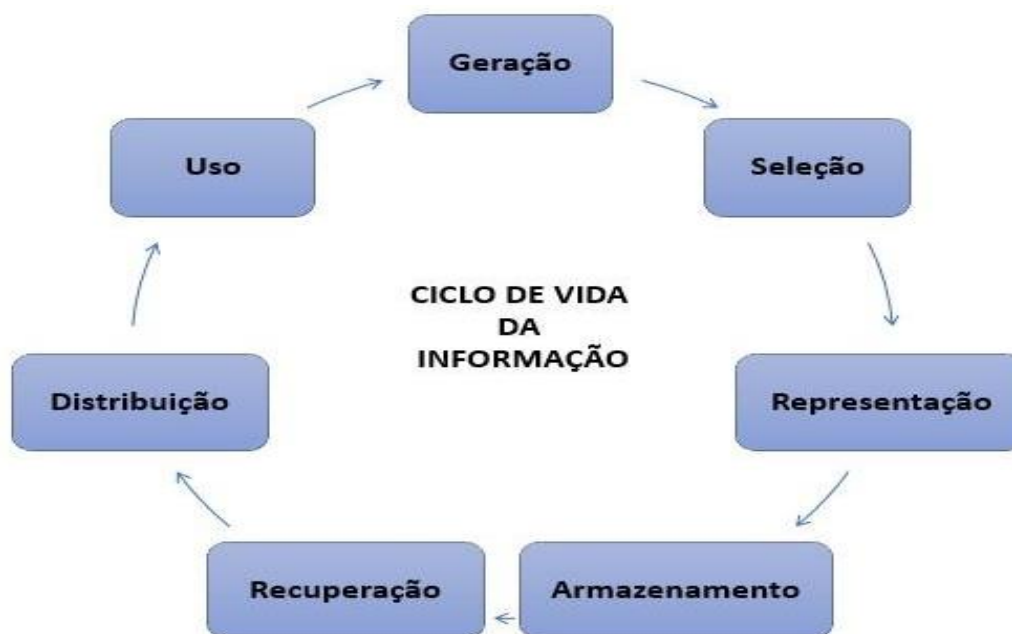 Geração
Seleção
Representação
Armazenamento
Recuperação
Distribuição
Uso
CICLO DE VIDA
DA
INFORMAÇÃO